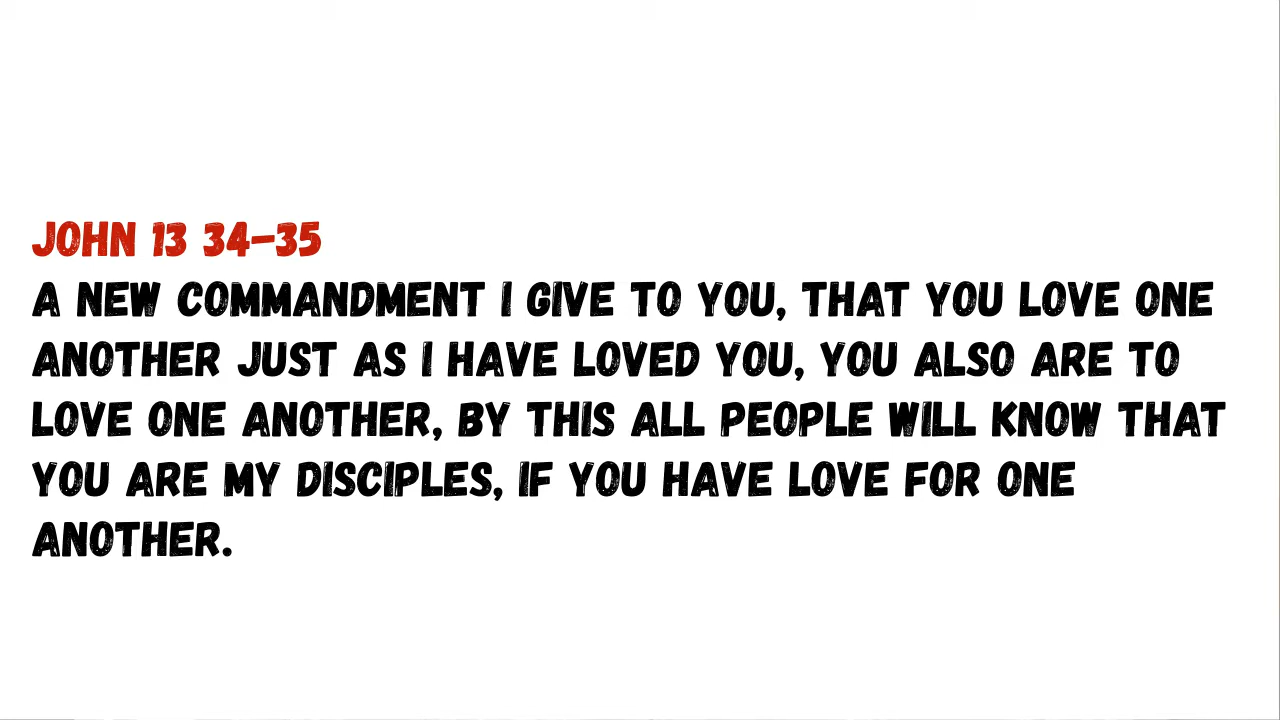 JOHN 13 34–35
A NEW COMMANDMENT I GIVE TO YOU, THAT YOU LOVE ONE
ANOTHER JUST AS I HAVE LOVED YOU, YOU ALSO ARE TO
LOVE ONE ANOTHER, BY THIS ALL PEOPLE WILL KNOW THAT
YOU ARE MY DISCIPLES, IF YOU HAVE LOVE FOR ONE
ANOTHER.